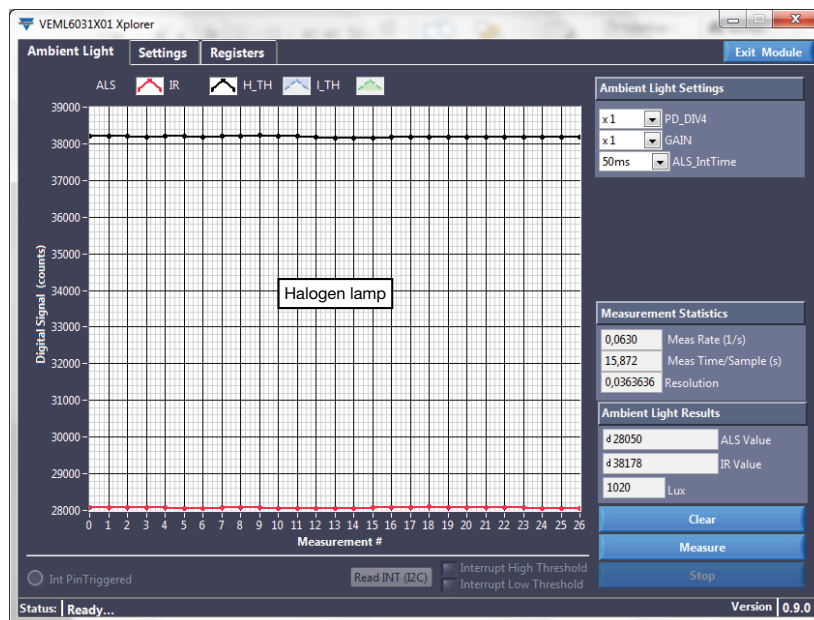 VEML6031X01 Xplorer
Ambient Light Settings Registers
Exit Module
ALS IR H_TH I_TH
39000
38000
37000
36000
35000
34000
33000
32000
31000
30000
29000
28000
Digital Signal (counts)
Halogen lamp
0 1 2 3 4 5 6 7 8 9 10 11 12 13 14 15 16 17 18 19 20 21 22 23 24 25 26
Measurement #
Ambient Light Settings
x 1 PD_DIV4
x 1 GAIN
50ms ALS_IntTime
Measurement Statistics
0,0630 Meas Rate (1/s)
15,872 Meas Time/Sample (s)
0,0363636 Resolution
Ambient Light Results
d 28050 ALS Value
d 38178 IR Value
1020 Lux
Clear
Measure
Stop
Int PinTriggered
Read INT (I2C)
Interrupt High Threshold
Interrupt Low Threshold
Status: Ready...
Version 0.9.0